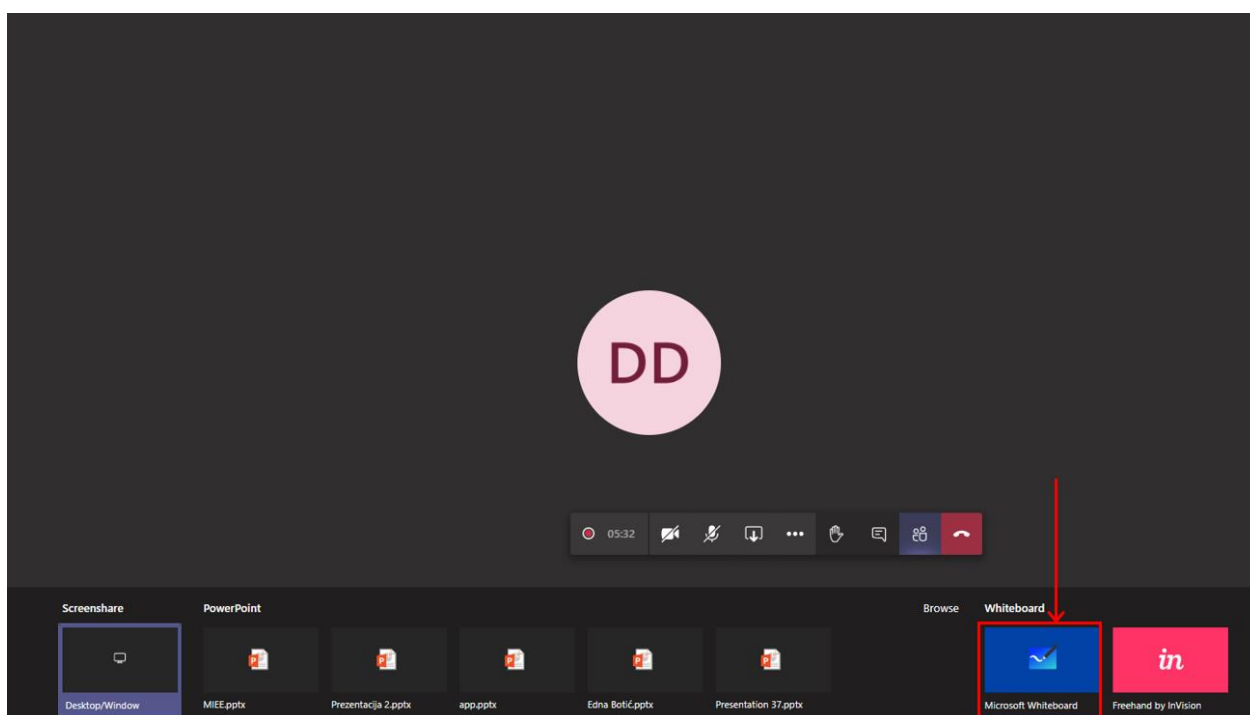 DD
05:32
Screenshare
PowerPoint
Browse
Whiteboard
in
Desktop/Window
MIEE.pptx
Prezentacija 2.pptx
app.pptx
Edna Botić.pptx
Presentation 37.pptx
Microsoft Whiteboard
Freehand by InVision